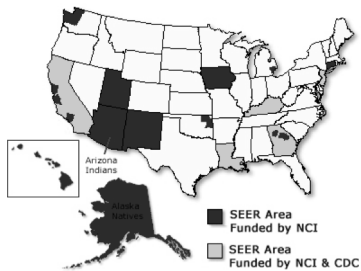 Arizona
Indians
Alaska
Natives
SEER Area
Funded by NCI
SEER Area
Funded by NCI & CDC